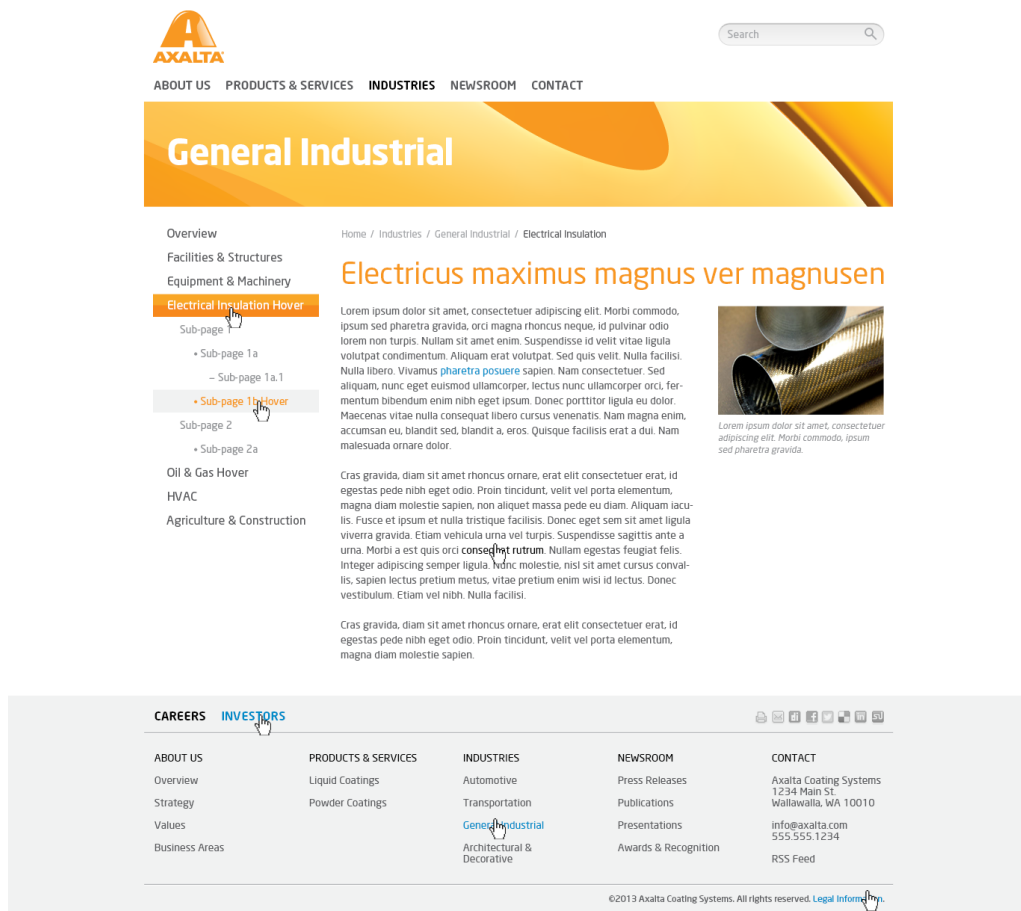 AXALTA
Search
ABOUT US PRODUCTS & SERVICES INDUSTRIES NEWSROOM CONTACT
General Industrial
Overview
Facilities & Structures
Equipment & Machinery
Electrical Insulation Hover
Sub-page 1
• Sub-page 1a
– Sub-page 1a.1
• Sub-page 1b Hover
Sub-page 2
• Sub-page 2a
Oil & Gas Hover
HVAC
Agriculture & Construction
Home / Industries / General Industrial / Electrical Insulation
Electricus maximus magnus ver magnusen
Lorem ipsum dolor sit amet, consectetuer adipiscing elit. Morbi commodo,
ipsum sed pharetra gravida, orci magna rhoncus neque, id pulvinar odio
lorem non turpis. Nullam sit amet enim. Suspendisse id velit vitae ligula
volutpat condimentum. Aliquam erat volutpat. Sed quis velit. Nulla facilisi.
Nulla libero. Vivamus pharetra posuere sapien. Nam consectetuer. Sed
aliquam, nunc eget euismod ullamcorper, lectus nunc ullamcorper orci, fer-
mentum bibendum enim nibh eget ipsum. Donec porttitor ligula eu dolor.
Maecenas vitae nulla consequat libero cursus venenatis. Nam magna enim,
accumsan eu, blandit sed, blandit a, eros. Quisque facilisis erat a dui. Nam
malesuada ornare dolor.
Cras gravida, diam sit amet rhoncus ornare, erat elit consectetuer erat, id
egestas pede nibh eget odio. Proin tincidunt, velit vel porta elementum,
magna diam molestie sapien, non aliquet massa pede eu diam. Aliquam iacu-
lis. Fusce et ipsum et nulla tristique facilisis. Donec eget sem sit amet ligula
viverra gravida. Etiam vehicula urna vel turpis. Suspendisse sagittis ante a
urna. Morbi a est quis orci consequat rutrum. Nullam egestas feugiat felis.
Integer adipiscing semper ligula. Nunc molestie, nisl sit amet cursus conval-
lis, sapien lectus pretium metus, vitae pretium enim wisi id lectus. Donec
vestibulum. Etiam vel nibh. Nulla facilisi.
Cras gravida, diam sit amet rhoncus ornare, erat elit consectetuer erat, id
egestas pede nibh eget odio. Proin tincidunt, velit vel porta elementum,
magna diam molestie sapien.
Lorem ipsum dolor sit amet, consectetuer
adipiscing elit. Morbi commodo, ipsum
sed pharetra gravida.
CAREERS INVESTORS
ABOUT US
Overview
Strategy
Values
Business Areas
PRODUCTS & SERVICES
Liquid Coatings
Powder Coatings
INDUSTRIES
Automotive
Transportation
General Industrial
Architectural &
Decorative
NEWSROOM
Press Releases
Publications
Presentations
Awards & Recognition
CONTACT
Axalta Coating Systems
1234 Main St.
Wallawalla, WA 10010
info@axalta.com
555.555.1234
RSS Feed
©2013 Axalta Coating Systems. All rights reserved. Legal Information.